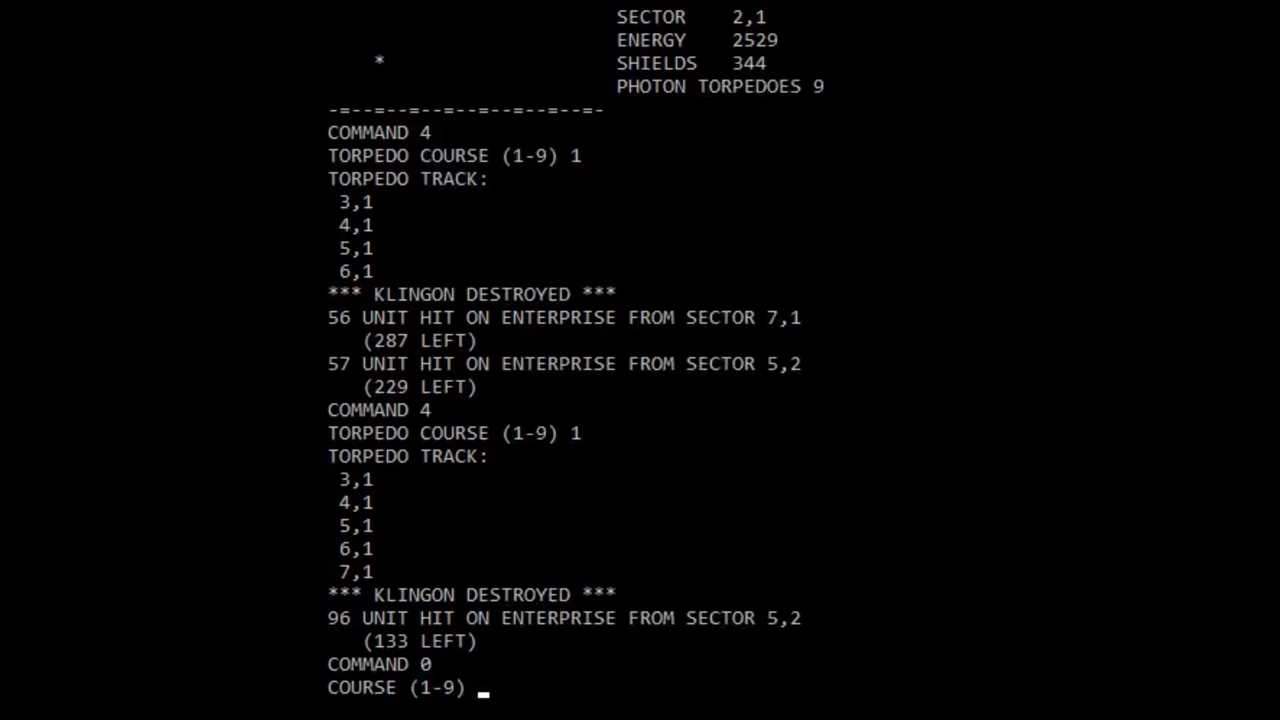 SECTOR 2,1
ENERGY 2529
* SHIELDS 344
PHOTON TORPEDOES 9
-=--=--=--=--=--=--=--=-
COMMAND 4
TORPEDO COURSE (1-9) 1
TORPEDO TRACK:
3,1
4,1
5,1
6,1
*** KLINGON DESTROYED ***
56 UNIT HIT ON ENTERPRISE FROM SECTOR 7,1
(287 LEFT)
57 UNIT HIT ON ENTERPRISE FROM SECTOR 5,2
(229 LEFT)
COMMAND 4
TORPEDO COURSE (1-9) 1
TORPEDO TRACK:
3,1
4,1
5,1
6,1
7,1
*** KLINGON DESTROYED ***
96 UNIT HIT ON ENTERPRISE FROM SECTOR 5,2
(133 LEFT)
COMMAND 0
COURSE (1-9)